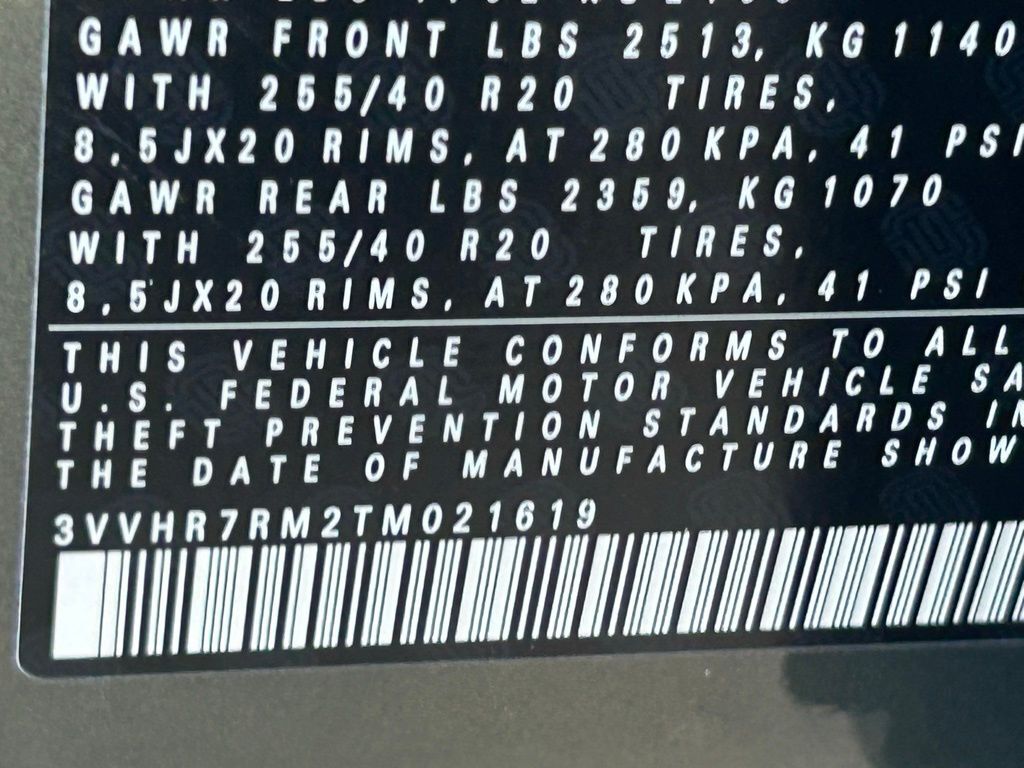 GAWR FRONT LBS 2513, KG1140
WITH 255/40 R20 TIRES,
8,5JX20 RIMS, AT 280 KPA, 41 PSI
GAWR REAR LBS 2359, KG 1070
WITH 255/40 R20 TIRES,
8,5JX20 RIMS, AT 280 KPA, 41 PSI
THIS VEHICLE CONFORMS TO ALL
U.S. FEDERAL MOTOR VEHICLE SA
THEFT PREVENTION STANDARDS IN
THE DATE OF MANUFACTURE SHOW
3VVHR7RM2TM021619